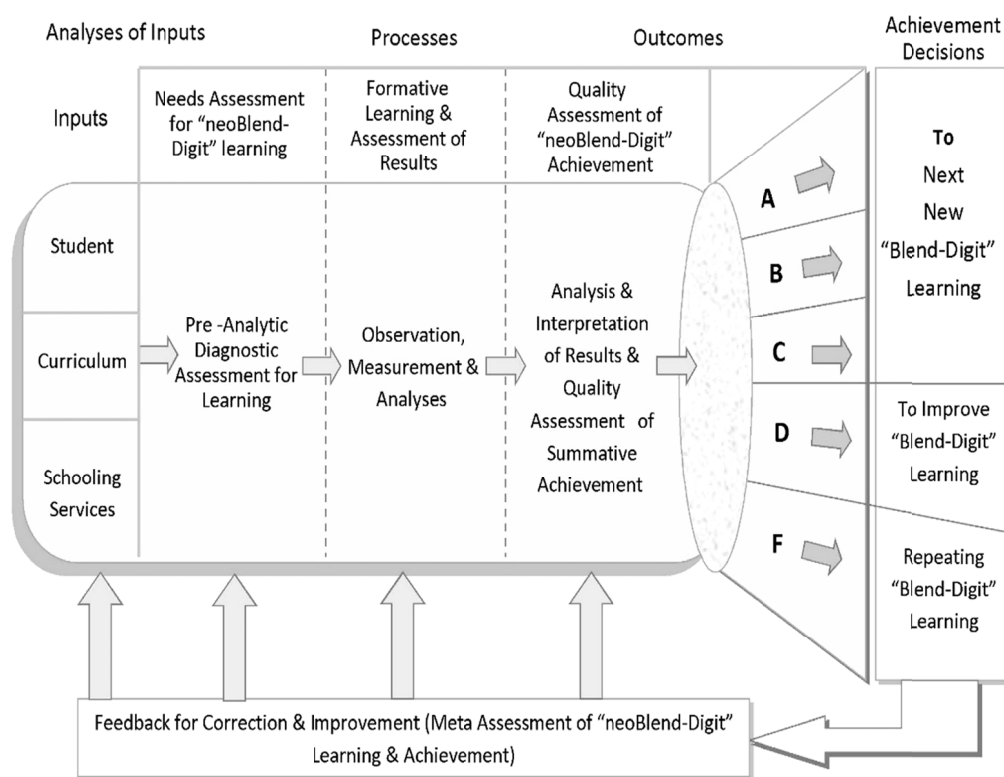 Analyses of Inputs
Processes
Outcomes
Achievement
Decisions
Inputs
Needs Assessment
for “neoBlend-
Digit” learning
Formative
Learning &
Assessment of
Results
Quality
Assessment of
“neoBlend-Digit”
Achievement
Student
Curriculum
Schooling
Services
Pre -Analytic
Diagnostic
Assessment for
Learning
Observation,
Measurement &
Analyses
Analysis &
Interpretation
of Results &
Quality
Assessment of
Summative
Achievement
A
B
C
D
F
To
Next
New
“Blend-Digit”
Learning
To Improve
“Blend-Digit”
Learning
Repeating
“Blend-Digit”
Learning
Feedback for Correction & Improvement (Meta Assessment of “neoBlend-Digit”
Learning & Achievement)